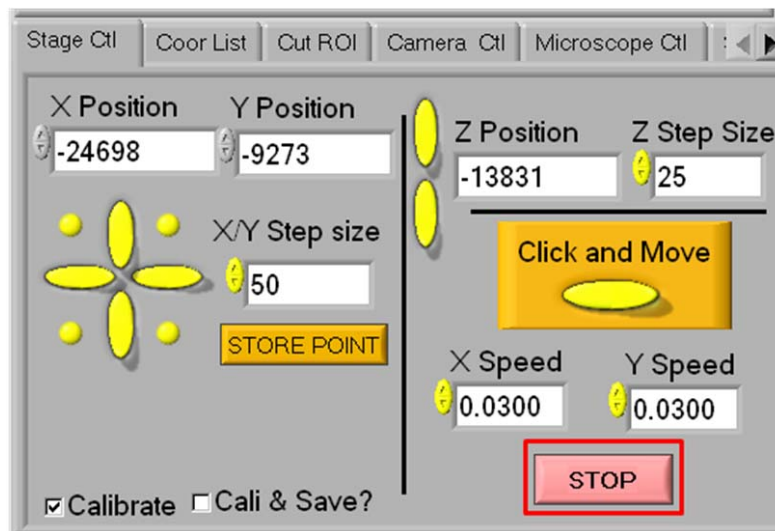 Stage Ctl
Coor List
Cut ROI
Camera Ctl
Microscope Ctl
X Position
Y Position
-24698
-9273
X/Y Step size
50
STORE POINT
Calibrate
Cali & Save?
Z Position
Z Step Size
-13831
25
Click and Move
X Speed
Y Speed
0.0300
0.0300
STOP